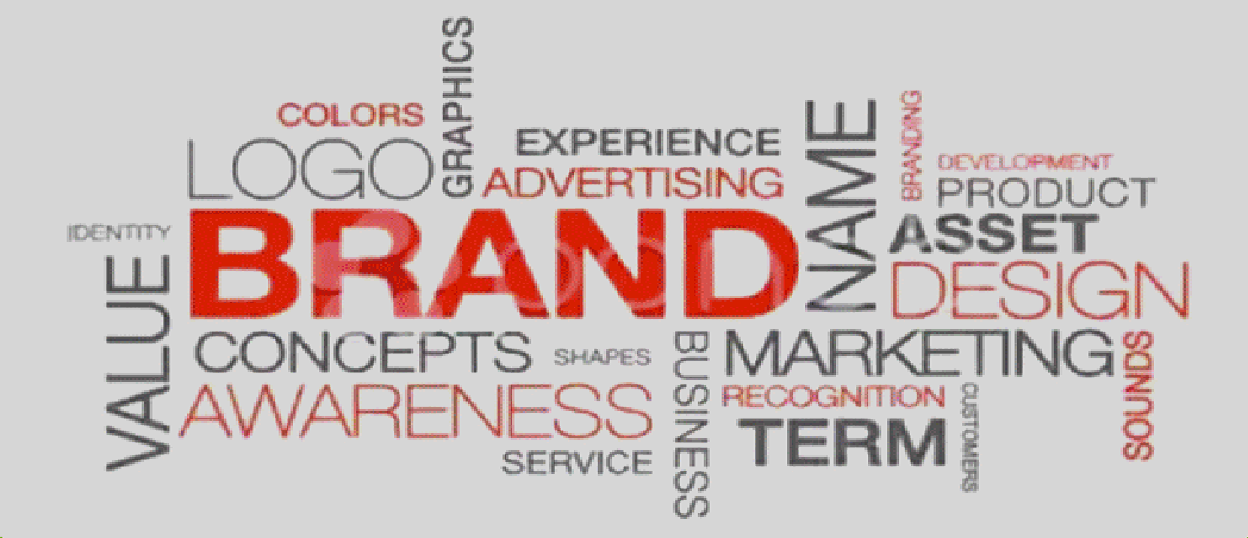 GRAPHICS
COLORS
LOGO
EXPERIENCE
ADVERTISING
NAME
BRANDING
DEVELOPMENT
PRODUCT
IDENTITY
BRAND
ASSET
DESIGN
VALUE
CONCEPTS
SHAPES
BUSINESS
MARKETING
SOUNDS
AWARENESS
RECOGNITION
CUSTOMERS
TERM
SERVICE